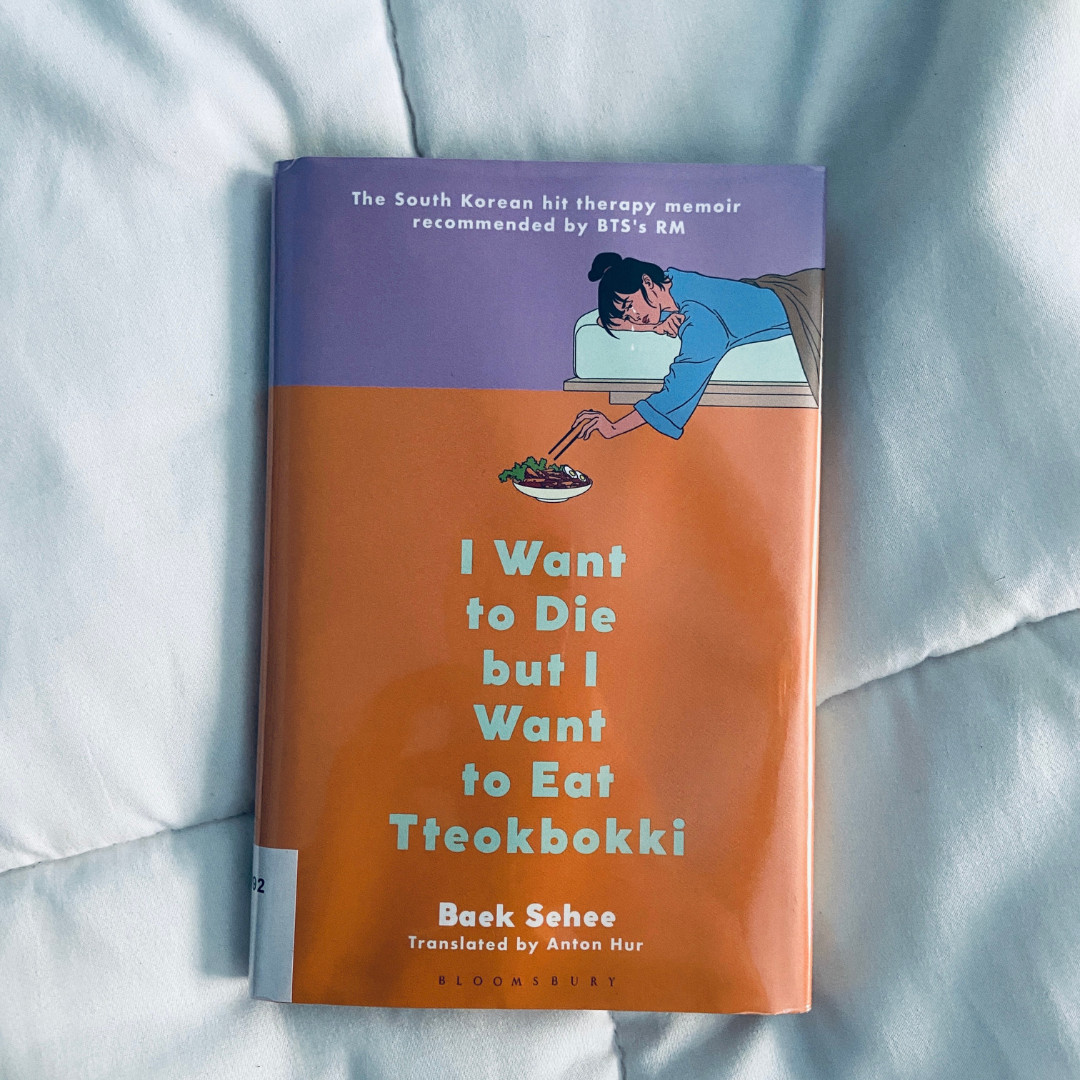 The South Korean hit therapy memoir
recommended by BTS's RM
I Want
to Die
but I
Want
to Eat
Tteokbokki
92
Baek Sehee
Translated by Anton Hur
BLOOMSBURY